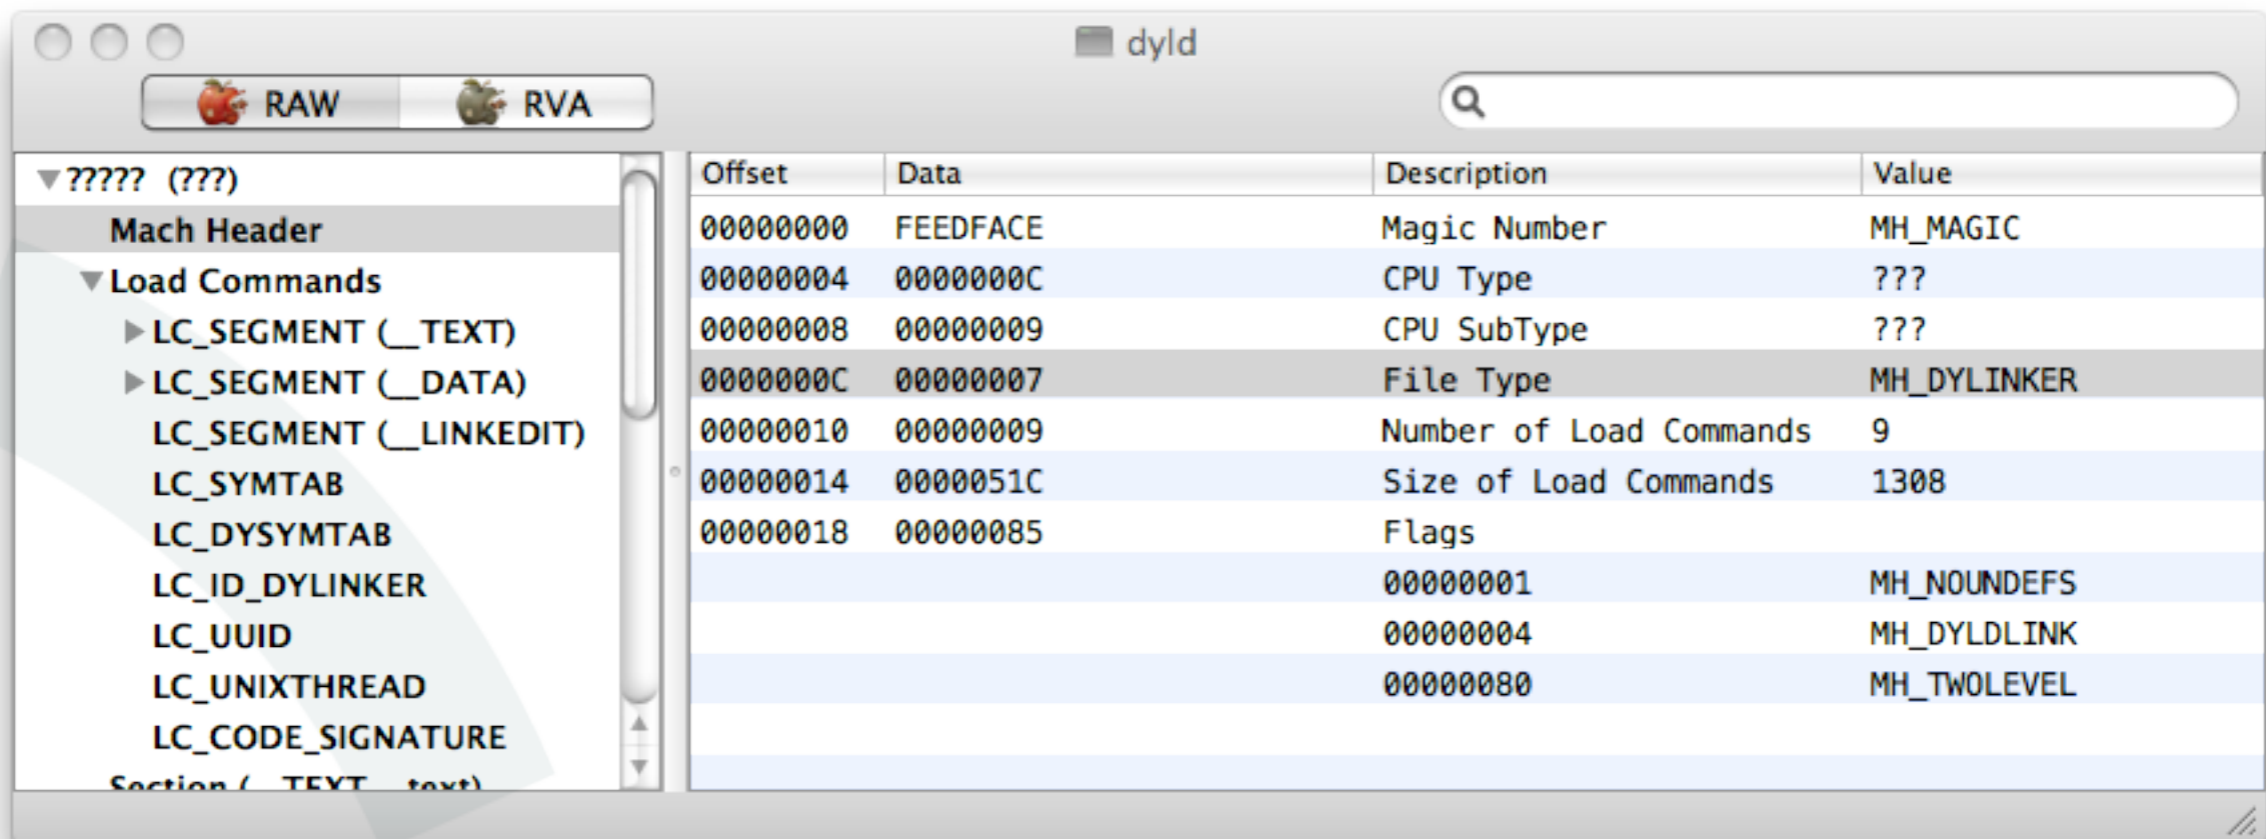 dyld
RAW RVA
????? (???)
Mach Header
Load Commands
LC_SEGMENT (__TEXT)
LC_SEGMENT (__DATA)
LC_SEGMENT (__LINKEDIT)
LC_SYMTAB
LC_DYSYMTAB
LC_ID_DYLINKER
LC_UUID
LC_UNIXTHREAD
LC_CODE_SIGNATURE
Section (__TEXT,__text)
Offset Data Description Value
00000000 FEEDFACE Magic Number MH_MAGIC
00000004 0000000C CPU Type ???
00000008 00000009 CPU SubType ???
0000000C 00000007 File Type MH_DYLINKER
00000010 00000009 Number of Load Commands 9
00000014 0000051C Size of Load Commands 1308
00000018 00000085 Flags
00000001 MH_NOUNDEFS
00000004 MH_DYLDLINK
00000080 MH_TWOLEVEL